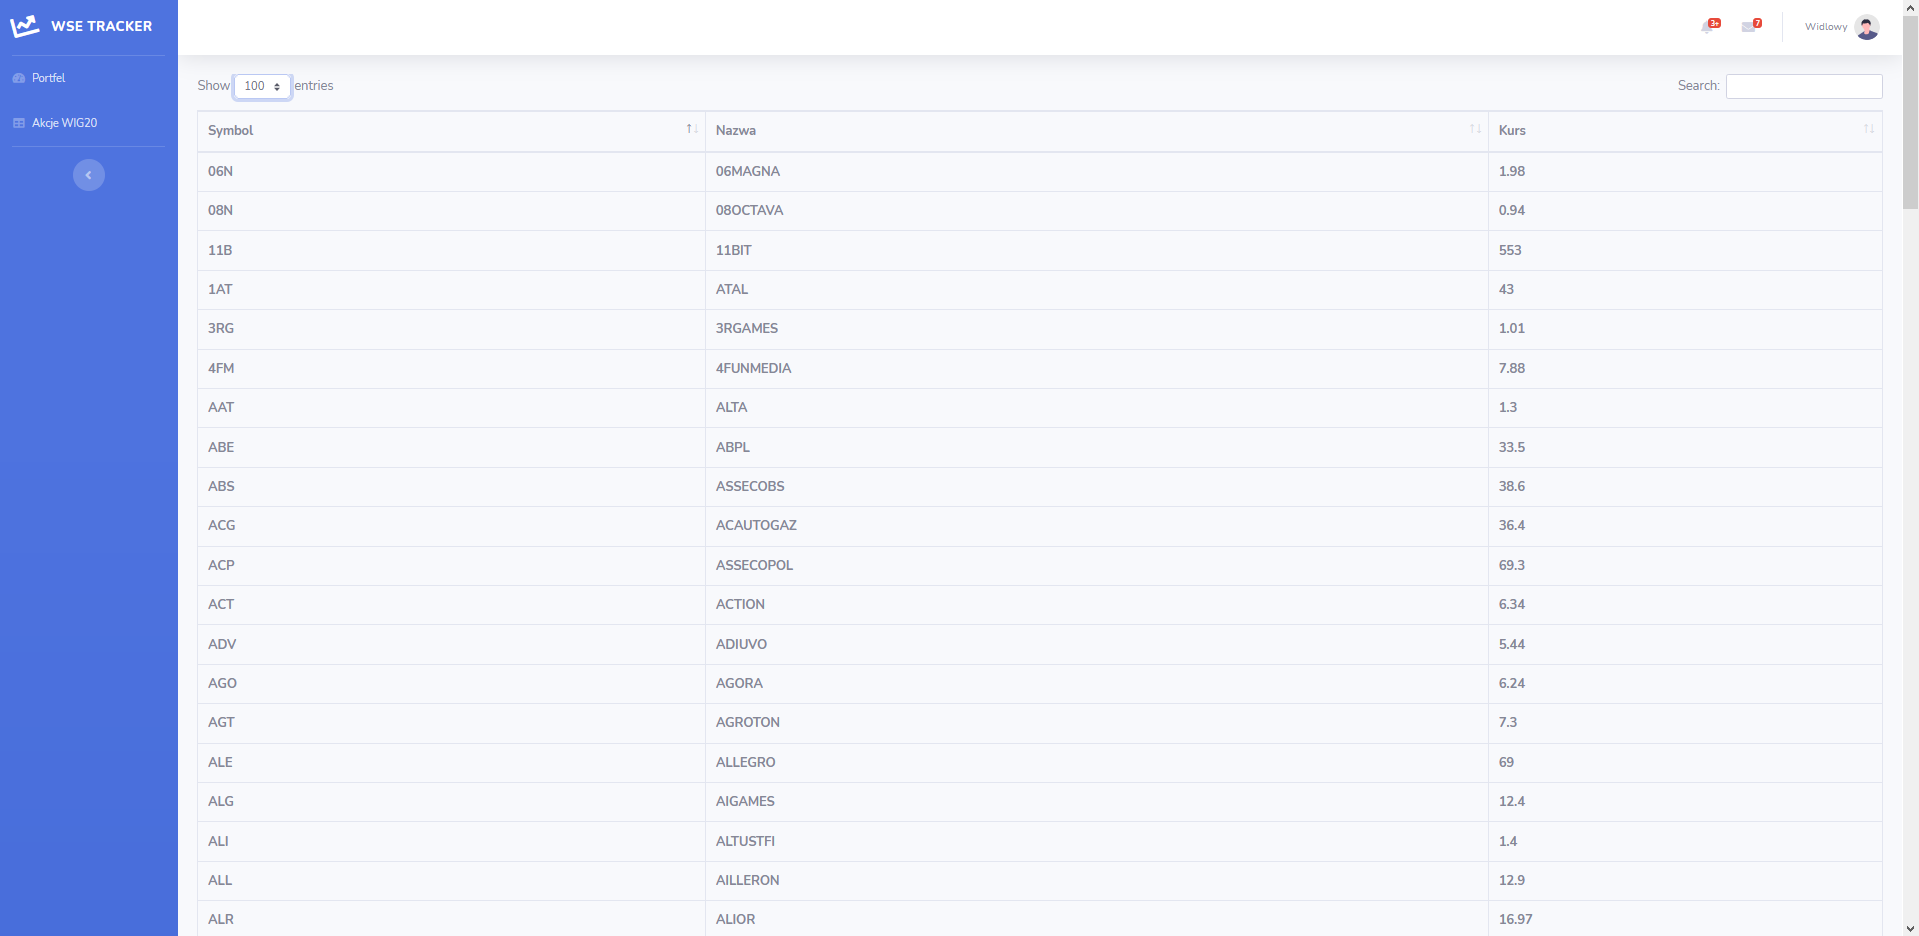 WSE TRACKER
3+
7
Widlowy
Portfel
Akcje WIG20
Show 100 entries
Search:
Symbol Nazwa Kurs
06N 06MAGNA 1.98
08N 08OCTAVA 0.94
11B 11BIT 553
1AT ATAL 43
3RG 3RGAMES 1.01
4FM 4FUNMEDIA 7.88
AAT ALTA 1.3
ABE ABPL 33.5
ABS ASSECOBS 38.6
ACG ACAUTOGAZ 36.4
ACP ASSECOPOL 69.3
ACT ACTION 6.34
ADV ADIUVO 5.44
AGO AGORA 6.24
AGT AGROTON 7.3
ALE ALLEGRO 69
ALG AIGAMES 12.4
ALI ALTUSTFI 1.4
ALL AILLERON 12.9
ALR ALIOR 16.97